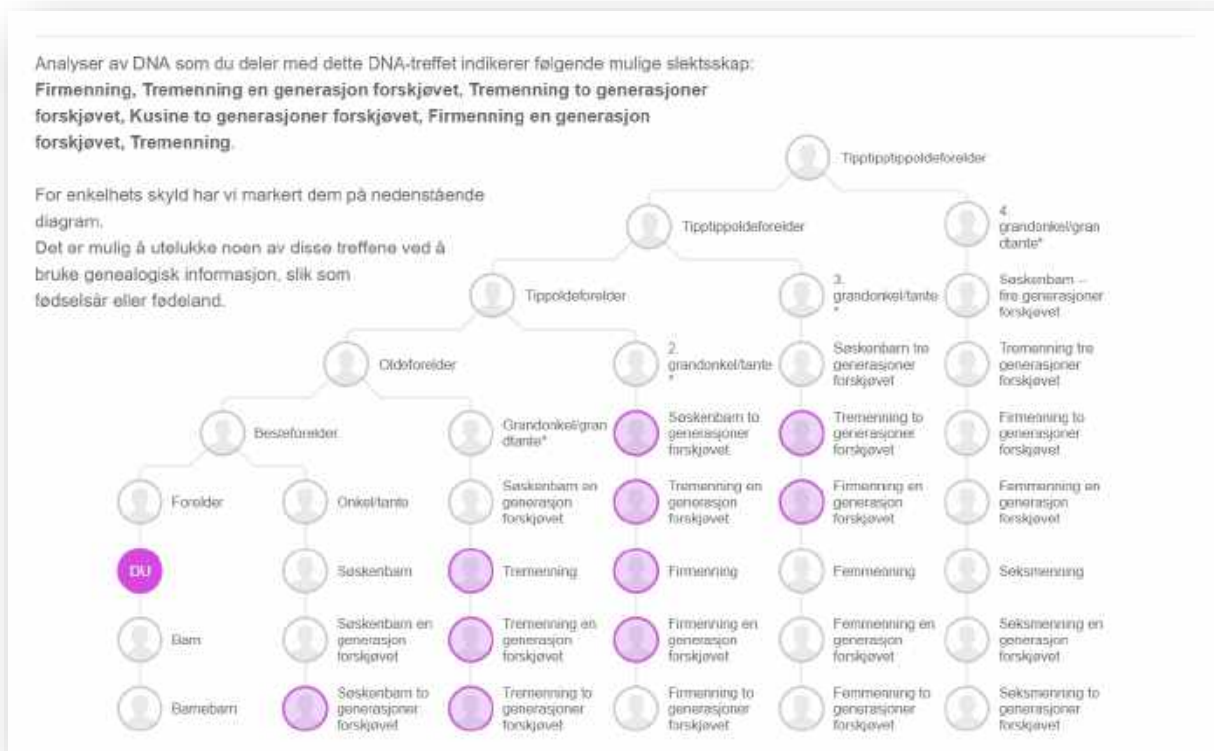 Analyser av DNA som du deler med dette DNA-treffet indikerer følgende mulige slektsskap:
Firmenning, Tremenning en generasjon forskjøvet, Tremenning to generasjoner
forskjøvet, Kusine to generasjoner forskjøvet, Firmenning en generasjon
forskjøvet, Tremenning.
For enkelhets skyld har vi markert dem på nedenstående
diagram.
Det er mulig å utelukke noen av disse treffene ved å
bruke genealogisk informasjon, slik som
fødselsår eller fødeland.
Tipptipptippoldeforelder
Tipptippoldeforelder
4.
grandonkel/gran
dtante*
Tippoldeforelder
3.
grandonkel/tante
*
Søskenbarn –
fire generasjoner
forskjøvet
Oldeforelder
2.
grandonkel/tante
*
Søskenbarn tre
generasjoner
forskjøvet
Tremenning tre
generasjoner
forskjøvet
Besteforelder
Grandonkel/gran
dtante*
Søskenbarn to
generasjoner
forskjøvet
Tremenning to
generasjoner
forskjøvet
Firmenning to
generasjoner
forskjøvet
Forelder
Onkel/tante
Søskenbarn en
generasjon
forskjøvet
Tremenning en
generasjon
forskjøvet
Firmenning en
generasjon
forskjøvet
Femmenning en
generasjon
forskjøvet
DU
Søskenbarn
Tremenning
Firmenning
Femmenning
Seksmenning
Barn
Søskenbarn en
generasjon
forskjøvet
Tremenning en
generasjon
forskjøvet
Firmenning en
generasjon
forskjøvet
Femmenning en
generasjon
forskjøvet
Seksmenning en
generasjon
forskjøvet
Barnebarn
Søskenbarn to
generasjoner
forskjøvet
Tremenning to
generasjoner
forskjøvet
Firmenning to
generasjoner
forskjøvet
Femmenning to
generasjoner
forskjøvet
Seksmenning to
generasjoner
forskjøvet